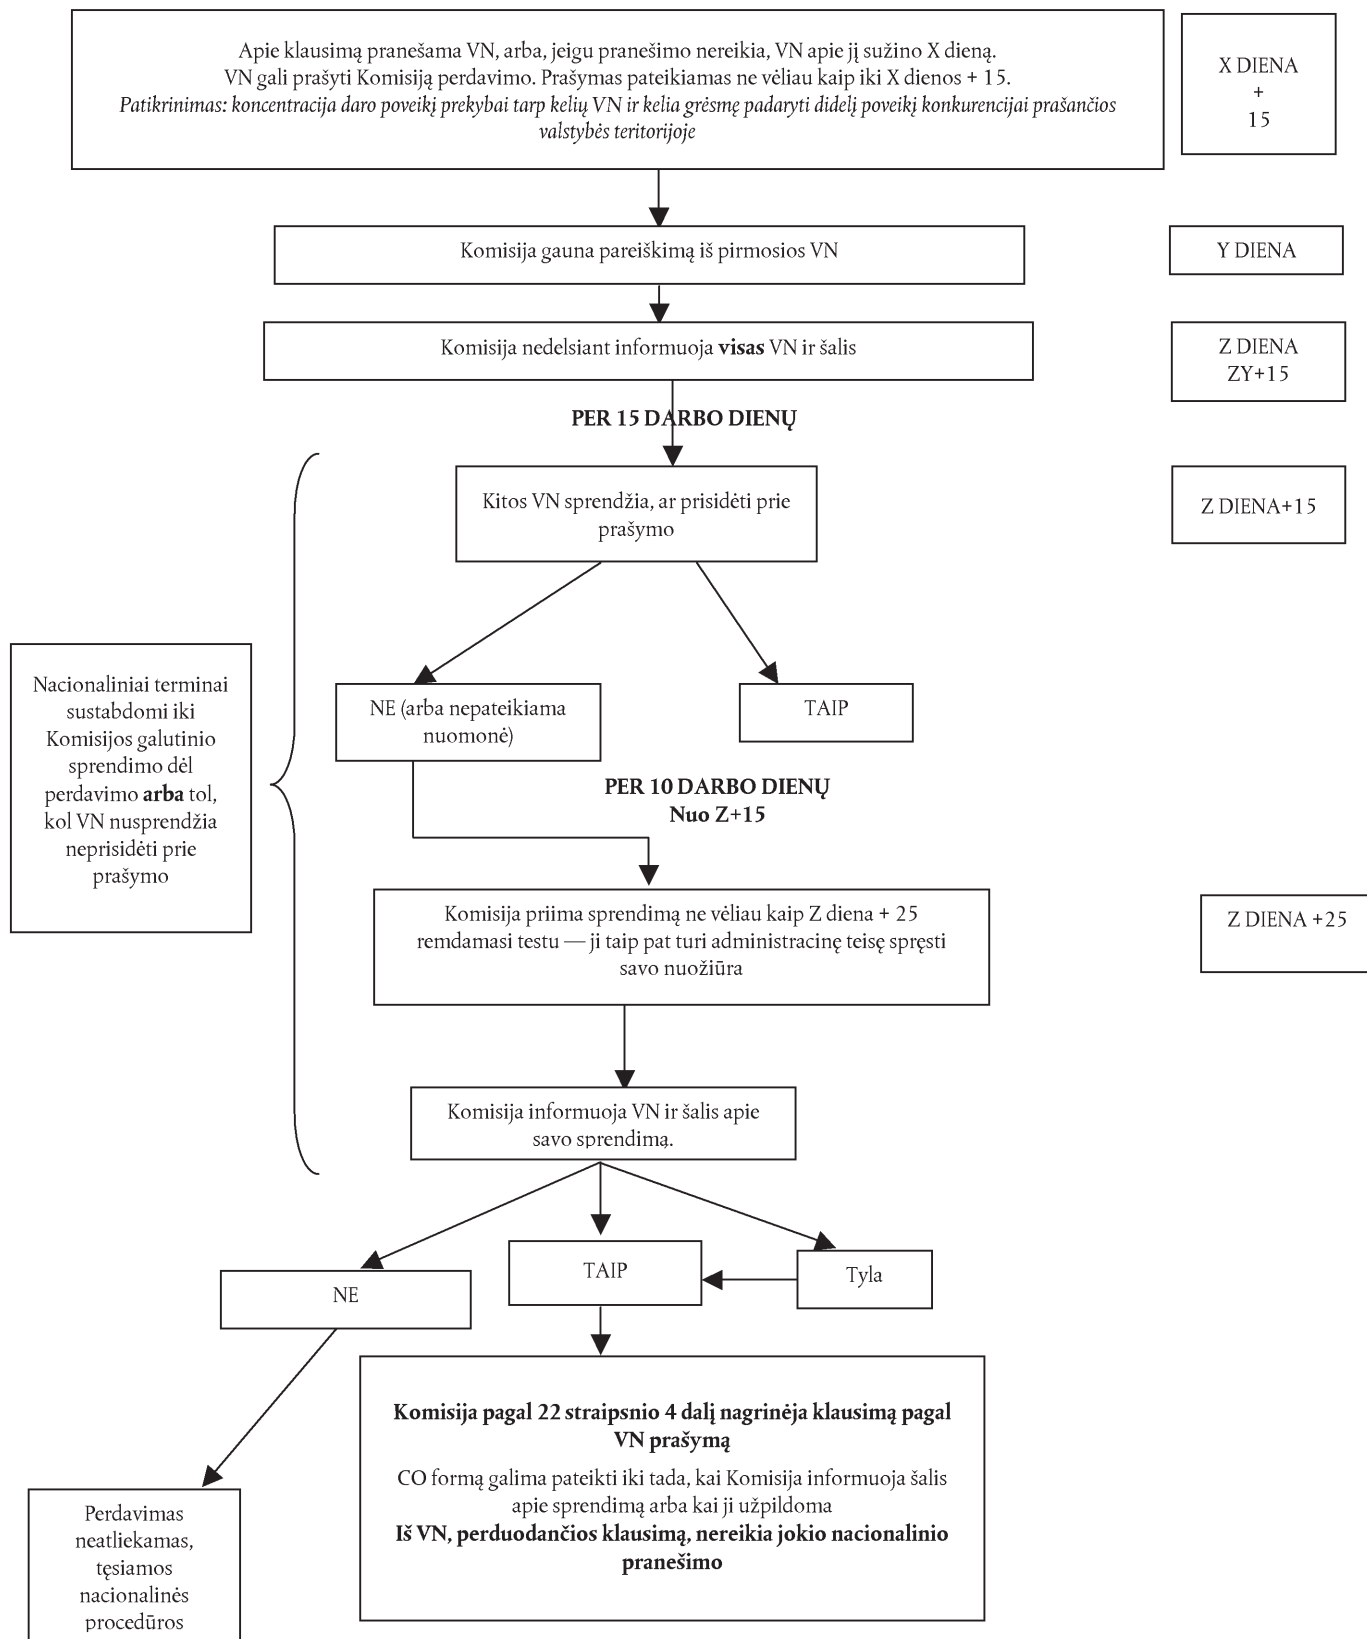 Apie klausimą pranešama VN, arba, jeigu pranešimo nereikia, VN apie jį sužino X dieną.
VN gali prašyti Komisiją perdavimo. Prašymas pateikiamas ne vėliau kaip iki X dienos + 15.
Patikrinimas: koncentracija daro poveikį prekybai tarp kelių VN ir kelia grėsmę padaryti didelį poveikį konkurencijai prašančios
valstybės teritorijoje
X DIENA
+
15
Komisija gauna pareiškimą iš pirmosios VN
Y DIENA
Komisija nedelsiant informuoja visas VN ir šalis
Z DIENA
ZY+15
PER 15 DARBO DIENŲ
Kitos VN sprendžia, ar prisidėti prie
prašymo
Z DIENA+15
Nacionaliniai terminai
sustabdomi iki
Komisijos galutinio
sprendimo dėl
perdavimo arba tol,
kol VN nusprendžia
neprisidėti prie
prašymo
NE (arba nepateikiama
nuomonė)
TAIP
PER 10 DARBO DIENŲ
Nuo Z+15
Komisija priima sprendimą ne vėliau kaip Z diena + 25
remdamasi testu — ji taip pat turi administracinę teisę spręsti
savo nuožiūra
Z DIENA +25
Komisija informuoja VN ir šalis apie
savo sprendimą.
NE
TAIP
Tyla
Komisija pagal 22 straipsnio 4 dalį nagrinėja klausimą pagal
VN prašymą
CO formą galima pateikti iki tada, kai Komisija informuoja šalis
apie sprendimą arba kai ji užpildoma
Iš VN, perduodančios klausimą, nereikia jokio nacionalinio
pranešimo
Perdavimas
neatliekamas,
tęsiamos
nacionalinės
procedūros